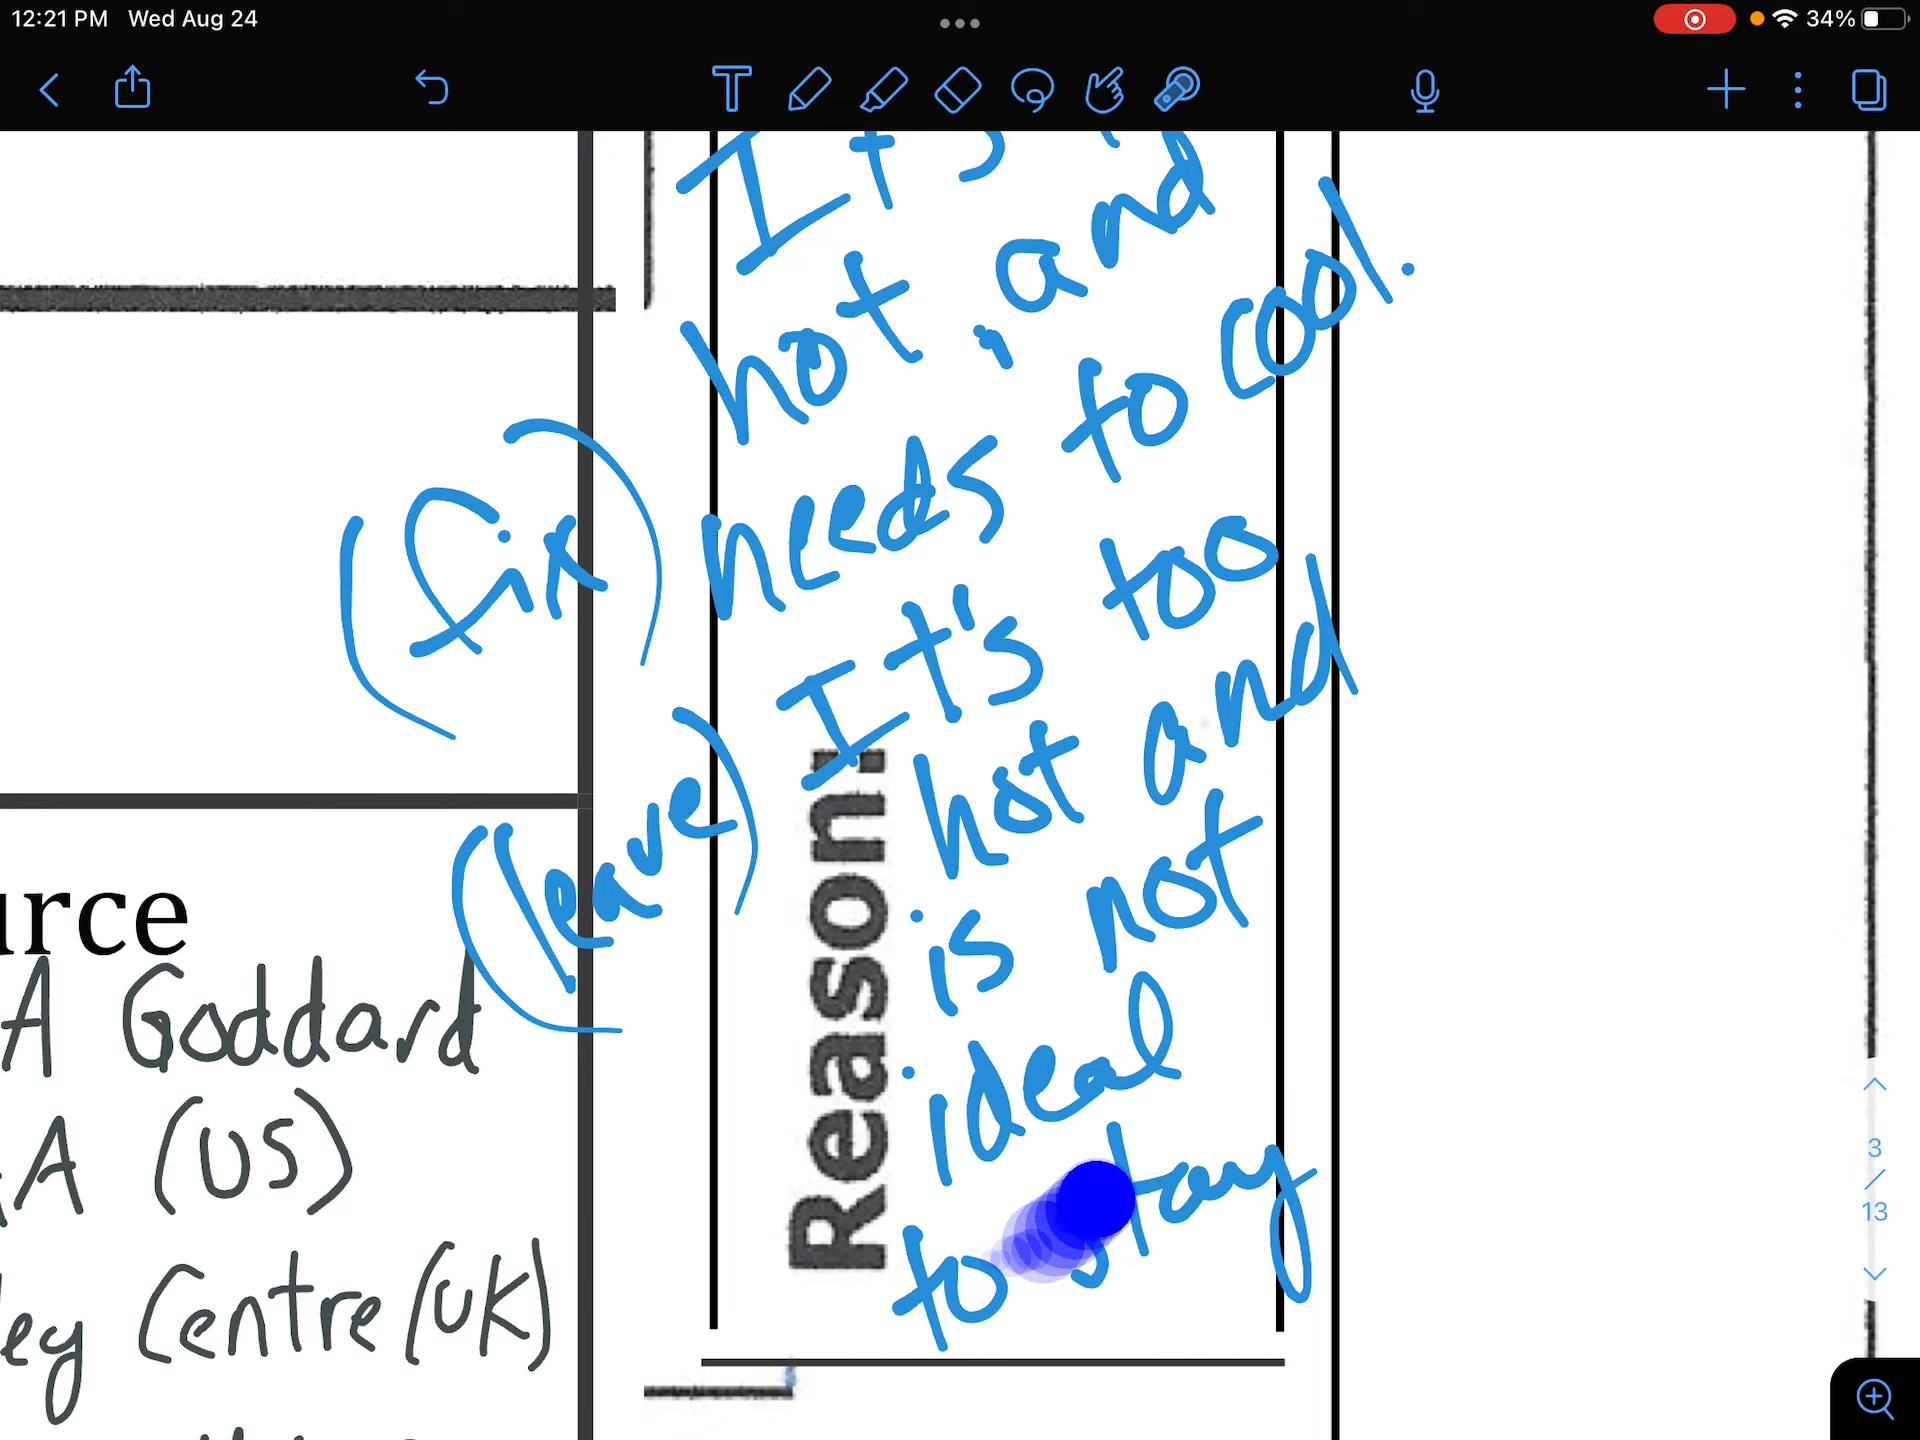 12:21 PM Wed Aug 24
34%
It's
hot, and
needs to cool.
(fix)
It's too
(leave)
hot and
is not
ideal
to stay
Reason:
urce
A Goddard
A (US)
ey Centre (UK)
3
/
13